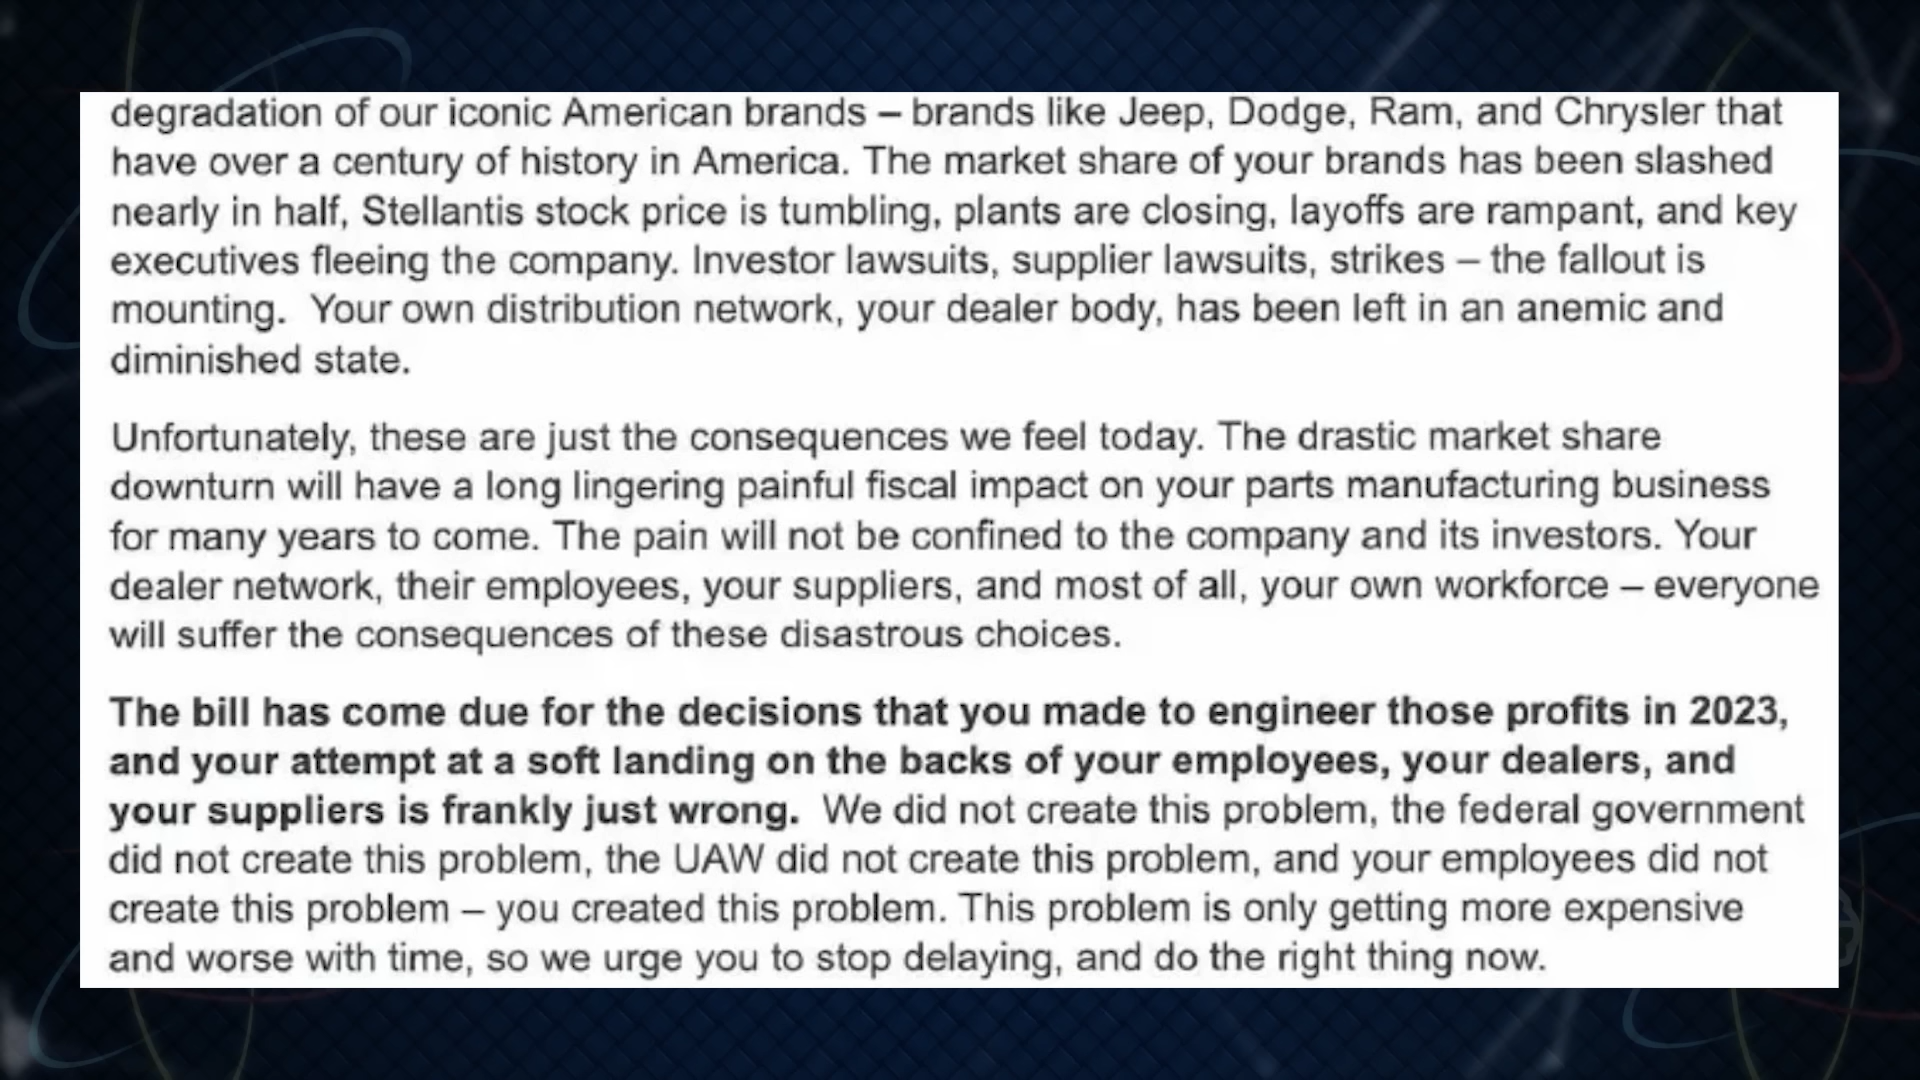 degradation of our iconic American brands – brands like Jeep, Dodge, Ram, and Chrysler that
have over a century of history in America. The market share of your brands has been slashed
nearly in half, Stellantis stock price is tumbling, plants are closing, layoffs are rampant, and key
executives fleeing the company. Investor lawsuits, supplier lawsuits, strikes – the fallout is
mounting.  Your own distribution network, your dealer body, has been left in an anemic and
diminished state.
Unfortunately, these are just the consequences we feel today. The drastic market share
downturn will have a long lingering painful fiscal impact on your parts manufacturing business
for many years to come. The pain will not be confined to the company and its investors. Your
dealer network, their employees, your suppliers, and most of all, your own workforce – everyone
will suffer the consequences of these disastrous choices.
The bill has come due for the decisions that you made to engineer those profits in 2023,
and your attempt at a soft landing on the backs of your employees, your dealers, and
your suppliers is frankly just wrong.  We did not create this problem, the federal government
did not create this problem, the UAW did not create this problem, and your employees did not
create this problem – you created this problem. This problem is only getting more expensive
and worse with time, so we urge you to stop delaying, and do the right thing now.